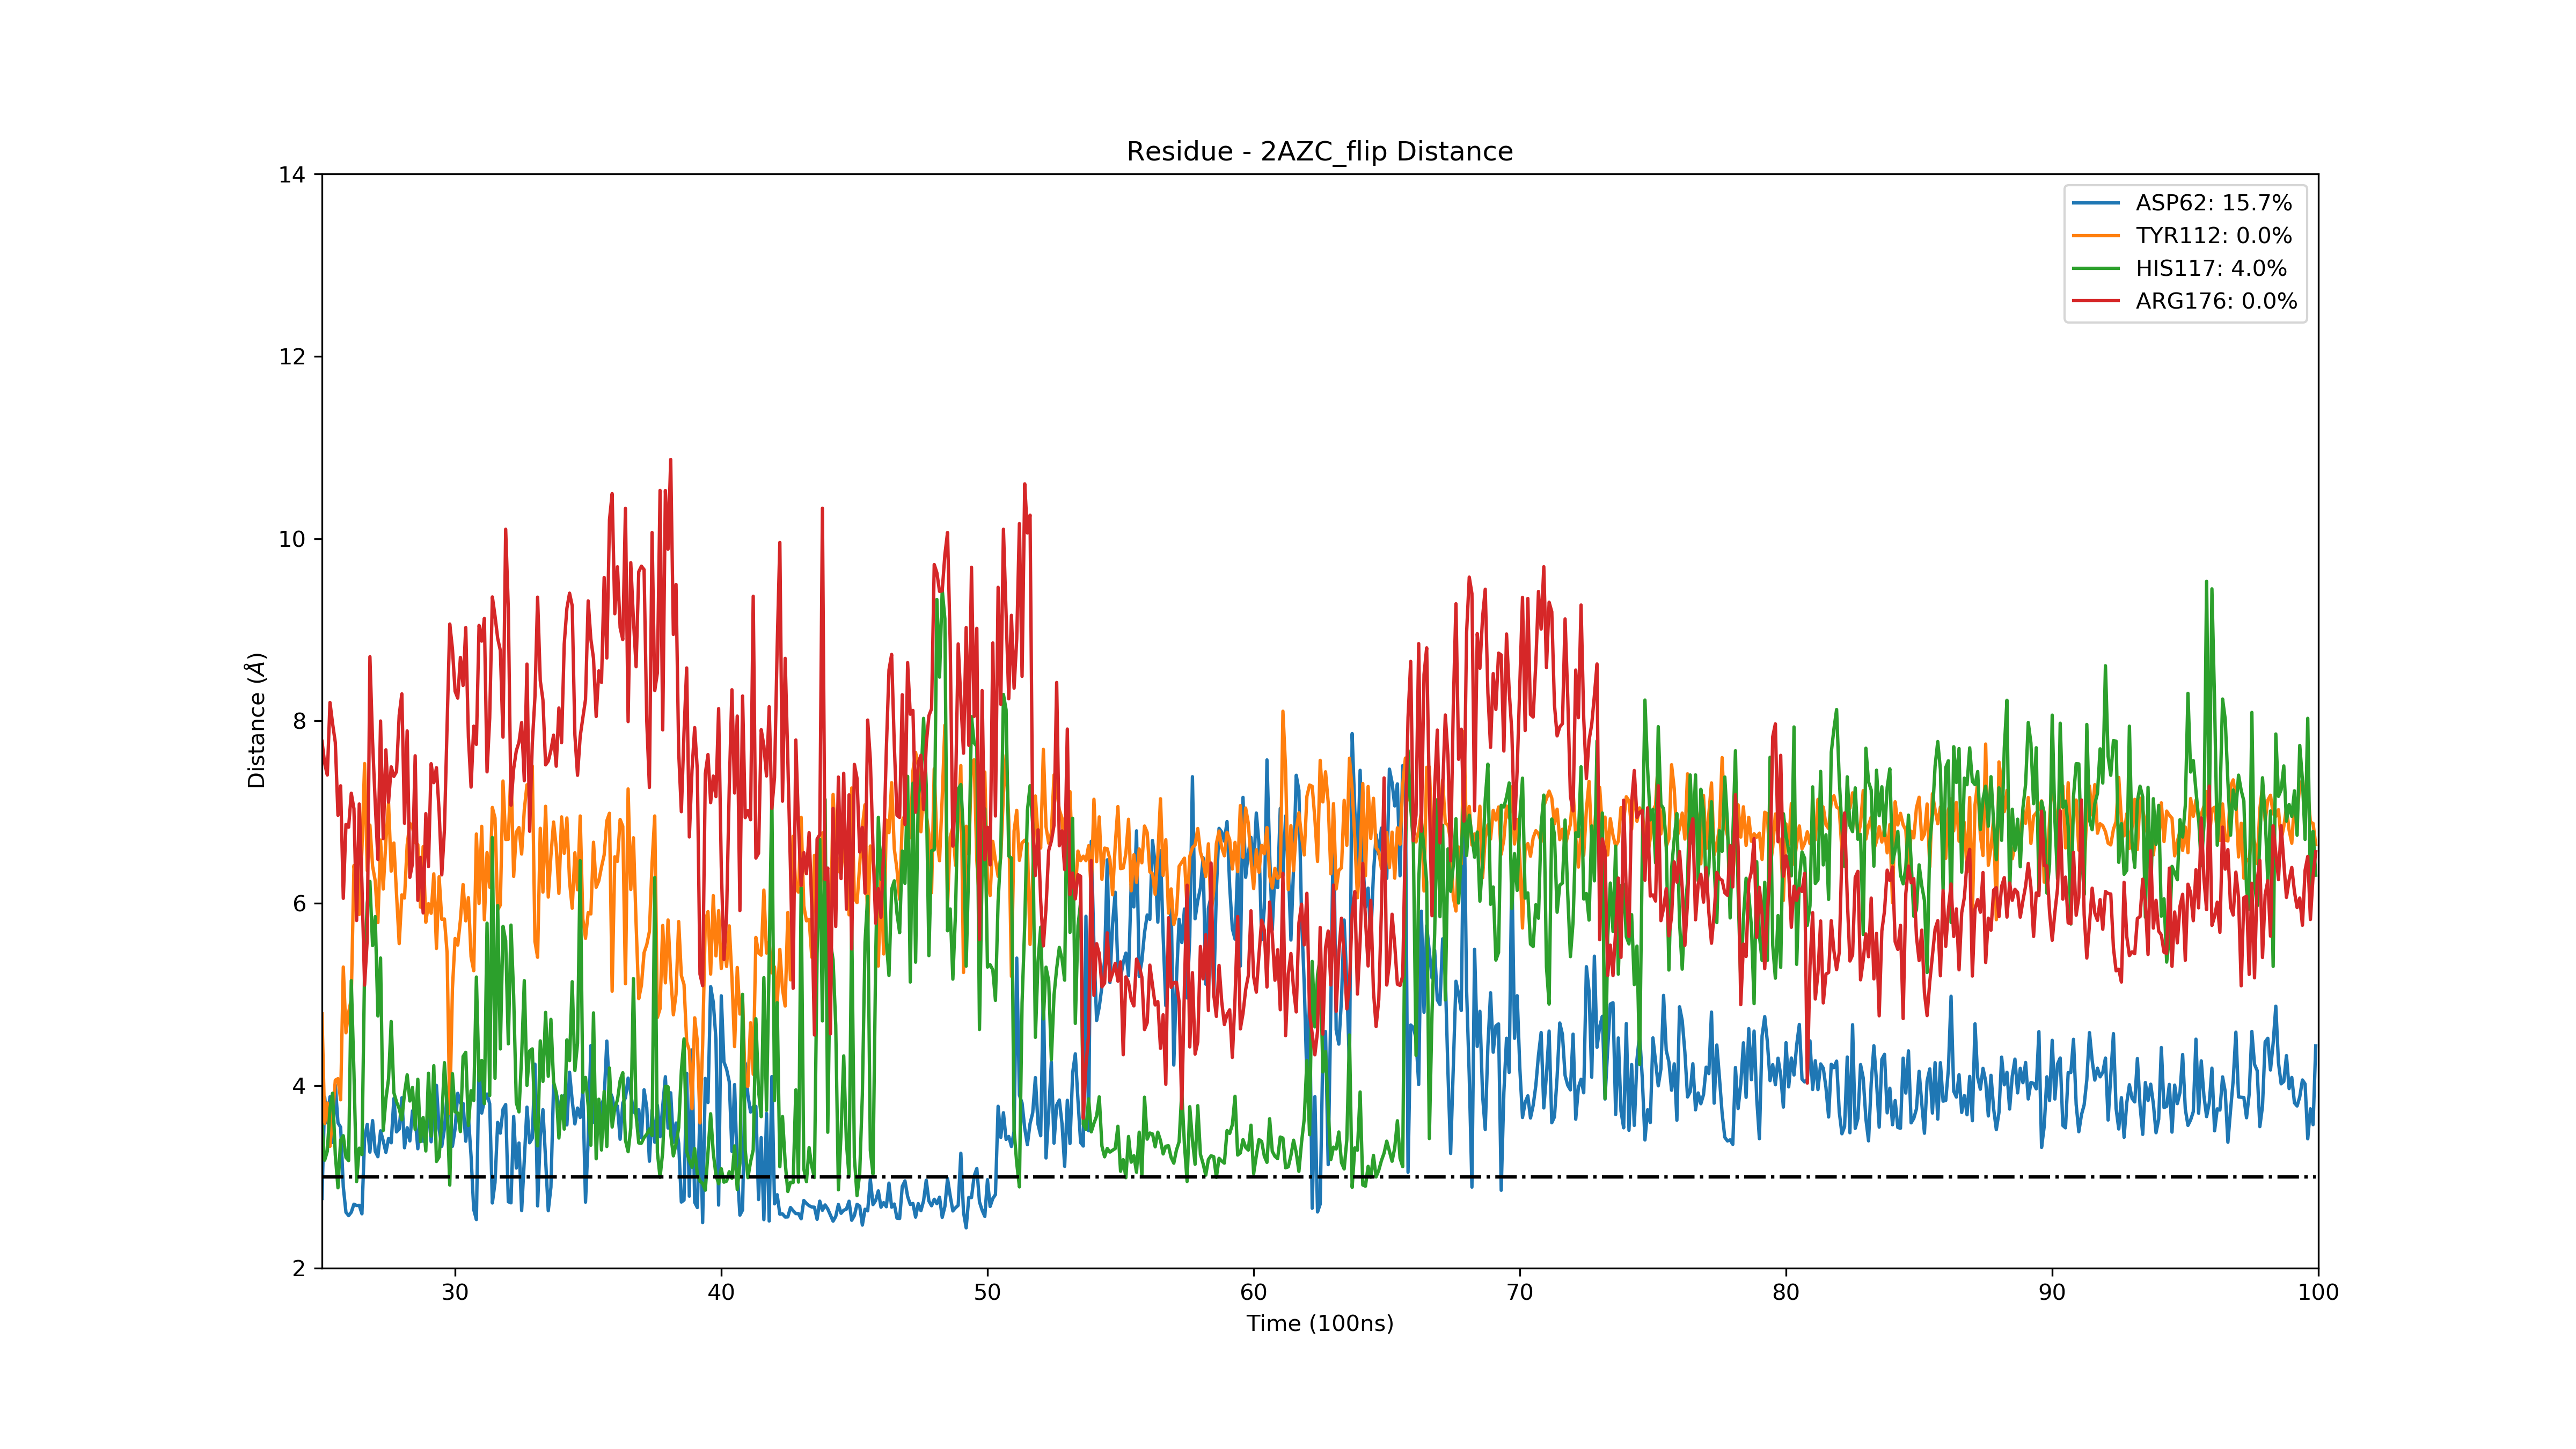 Residue - 2AZC_flip Distance
14
12
10
8
6
4
2
Distance (Å)
ASP62: 15.7%
TYR112: 0.0%
HIS117: 4.0%
ARG176: 0.0%
30 40 50 60 70 80 90 100
Time (100ns)